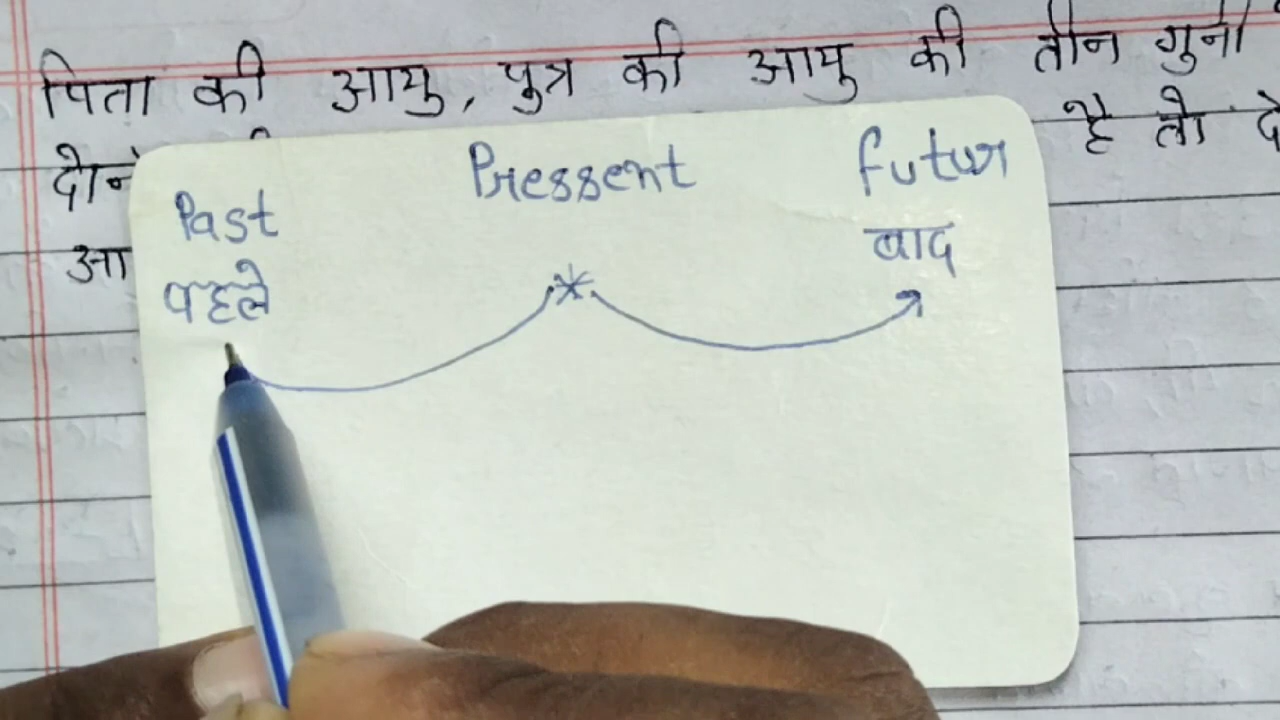 पिता की आयु, पुत्र की आयु की तीन गुनी
है तो
Past Pressent futur
पहले बाद
आ